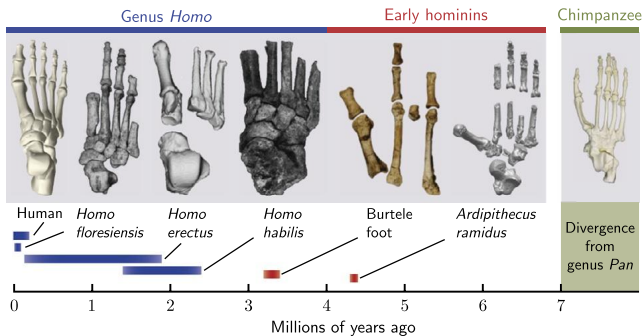 Genus Homo
Early hominins
Chimpanzee
Human
Homo
floresiensis
Homo
erectus
Homo
habilis
Burtele
foot
Ardipithecus
ramidus
Divergence
from
genus Pan
0 1 2 3 4 5 6 7
Millions of years ago